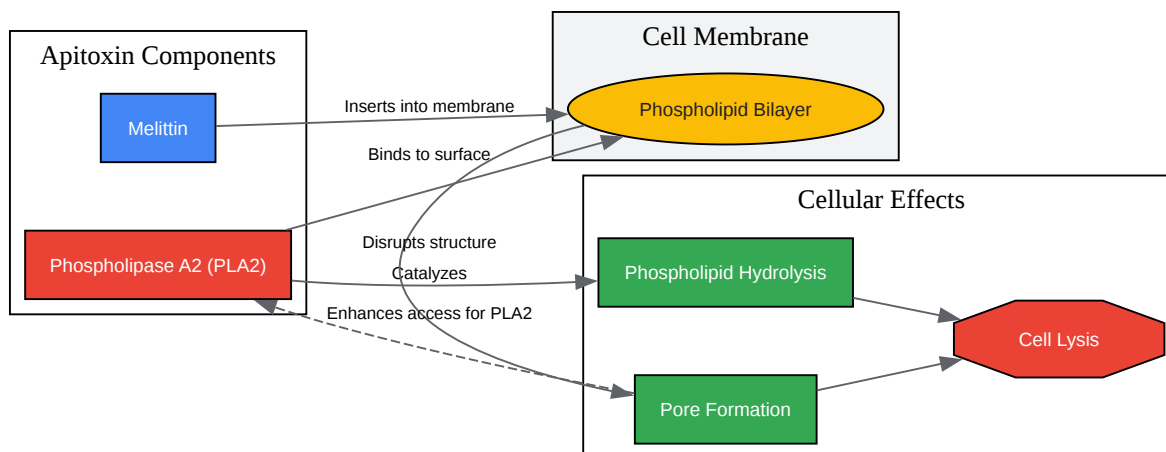 Apitoxin Components
Melittin
Phospholipase A2 (PLA2)
Inserts into membrane
Binds to surface
Disrupts structure
Catalyzes
Enhances access for PLA2
Cell Membrane
Phospholipid Bilayer
Cellular Effects
Phospholipid Hydrolysis
Pore Formation
Cell Lysis